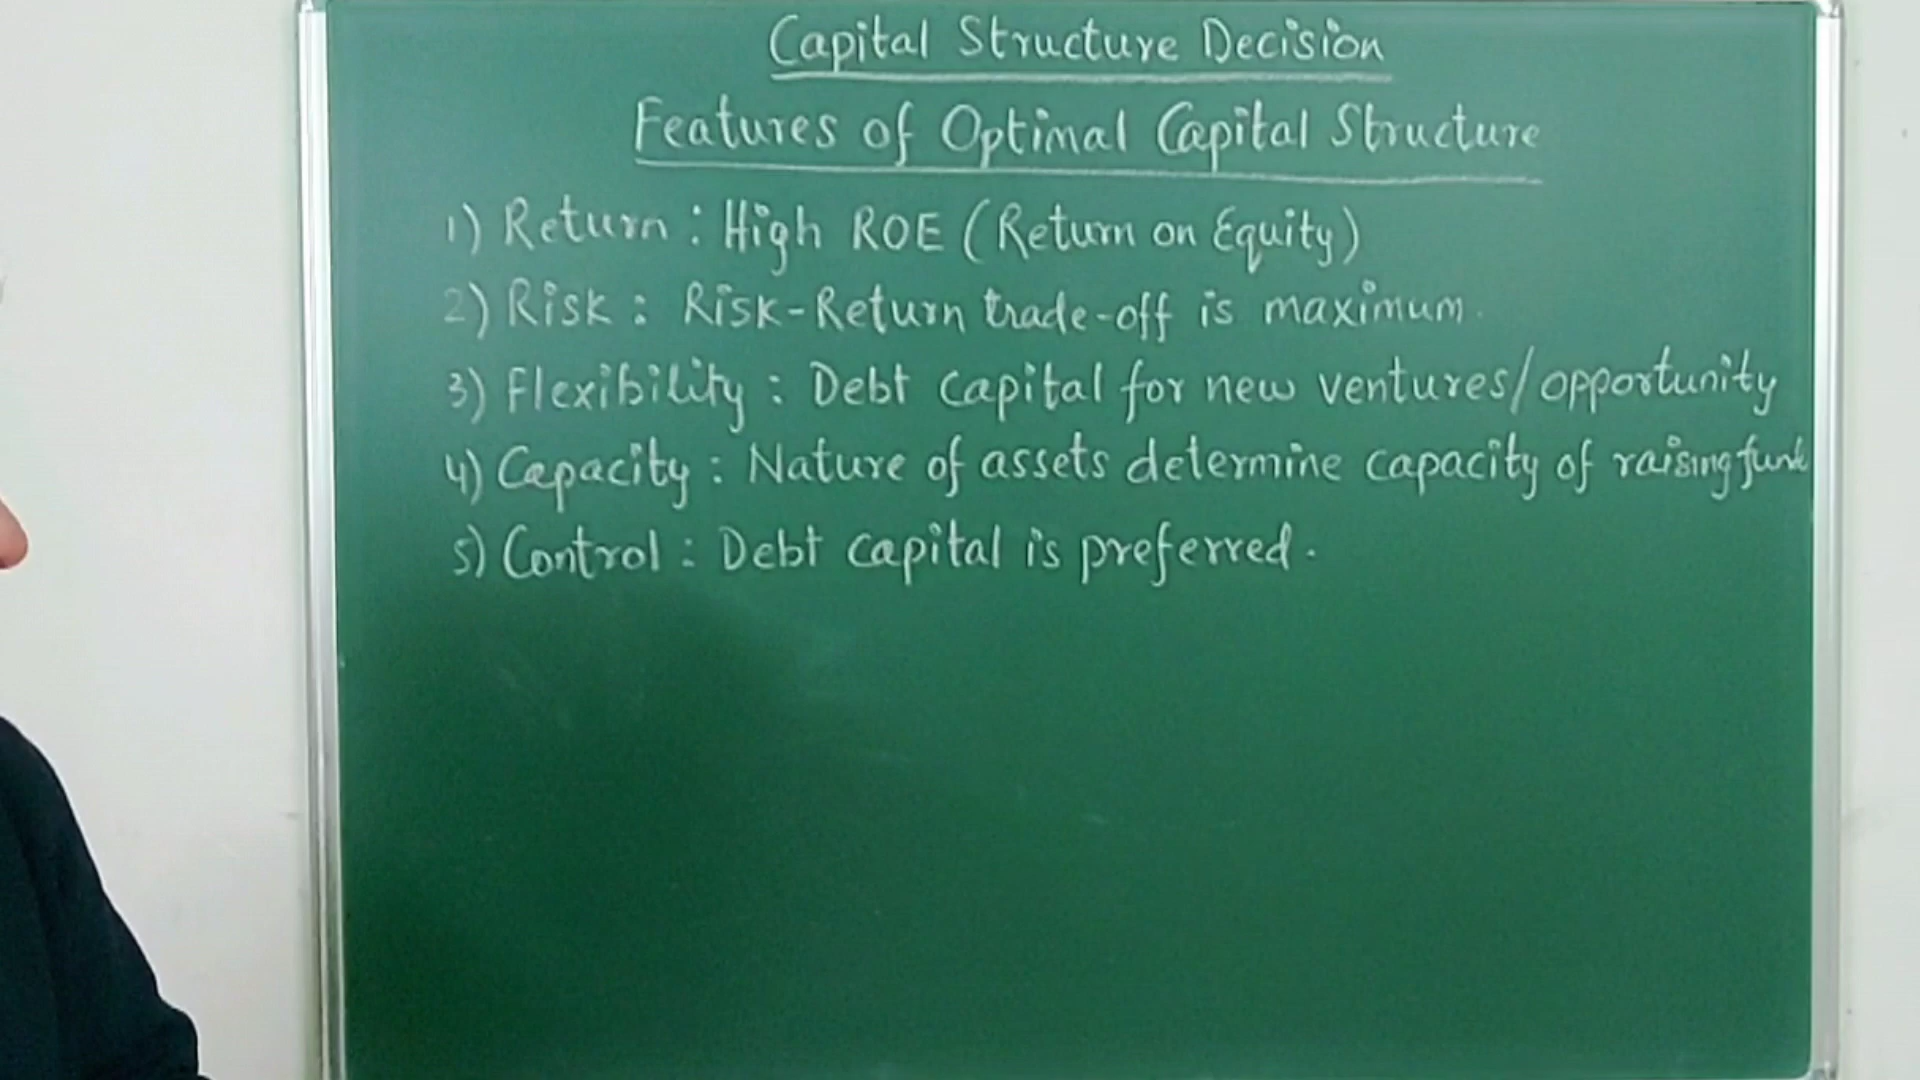 Capital Structure Decision
Features of Optimal Capital Structure
1) Return : High ROE (Return on Equity)
2) Risk : Risk-Return trade-off is maximum.
3) Flexibility : Debt capital for new ventures/opportunity
4) Capacity : Nature of assets determine capacity of raising
5) Control : Debt capital is preferred.